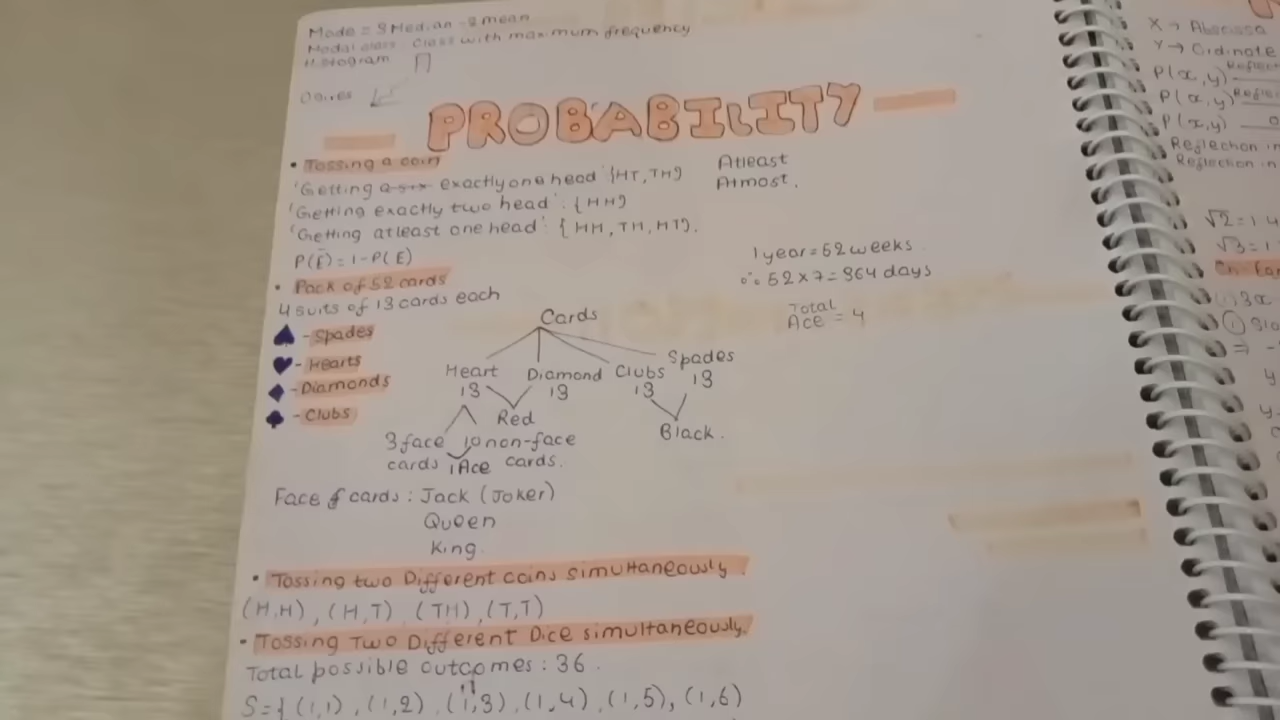 Mode = 3 Median - 2 mean
Modal class - Class with maximum frequency
Histogram
Ogives
PROBABILITY
• Tossing a coin
'Getting exactly one head' {HT, TH}
Atleast
Atmost.
'Getting exactly two head' : {HH}
'Getting atleast one head' : {HH, TH, HT}.
P(Ē) = 1 - P(E)
1 year = 52 weeks
∴ 52 x 7 = 364 days
• Pack of 52 cards
4 suits of 13 cards each
Total
Ace = 4
♠ - Spades
♥ - Hearts
♦ - Diamonds
♣ - Clubs
Cards
Heart Diamond Clubs Spades
13 13 13 13
Red Black.
3 face 10 non-face
cards 1 Ace cards.
Face of cards : Jack (Joker)
Queen
King.
• Tossing two Different coins simultaneously.
(H,H), (H,T) (TH), (T,T)
• Tossing Two Different Dice simultaneously.
Total possible outcomes : 36.
S = { (1,1), (1,2), (1,3), (1,4), (1,5), (1,6)
X → Abscissa
Y → Ordinate
P(x,y)
P(x,y)
P(x,y)
Reflection in
Reflection in
√2 = 1.4
√3 = 1.